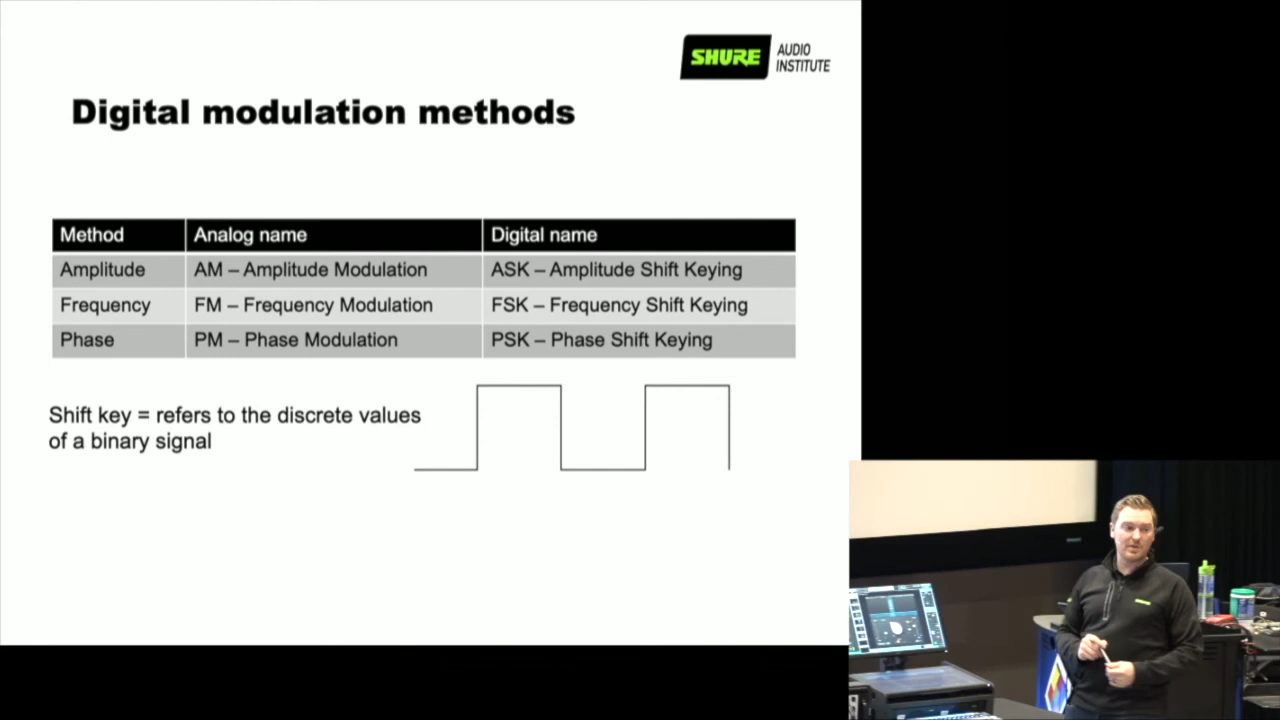 SHURE AUDIO
INSTITUTE
Digital modulation methods
Method Analog name Digital name
Amplitude AM – Amplitude Modulation ASK – Amplitude Shift Keying
Frequency FM – Frequency Modulation FSK – Frequency Shift Keying
Phase PM – Phase Modulation PSK – Phase Shift Keying
Shift key = refers to the discrete values
of a binary signal